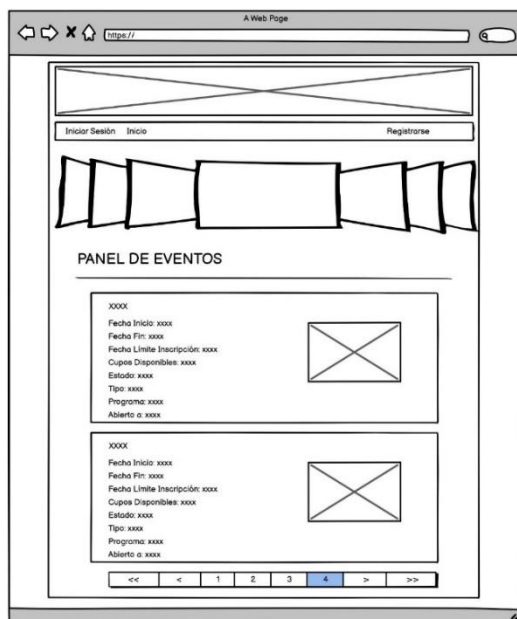 A Web Page
https://
Iniciar Sesión Inicio Registrarse
PANEL DE EVENTOS
XXXX
Fecha Inicio: xxxx
Fecha Fin: xxxx
Fecha Límite Inscripción: xxxx
Cupos Disponibles: xxxx
Estado: xxxx
Tipo: xxxx
Programa: xxxx
Abierto a: xxxx
XXXX
Fecha Inicio: xxxx
Fecha Fin: xxxx
Fecha Límite Inscripción: xxxx
Cupos Disponibles: xxxx
Estado: xxxx
Tipo: xxxx
Programa: xxxx
Abierto a: xxxx
<< < 1 2 3 4 > >>